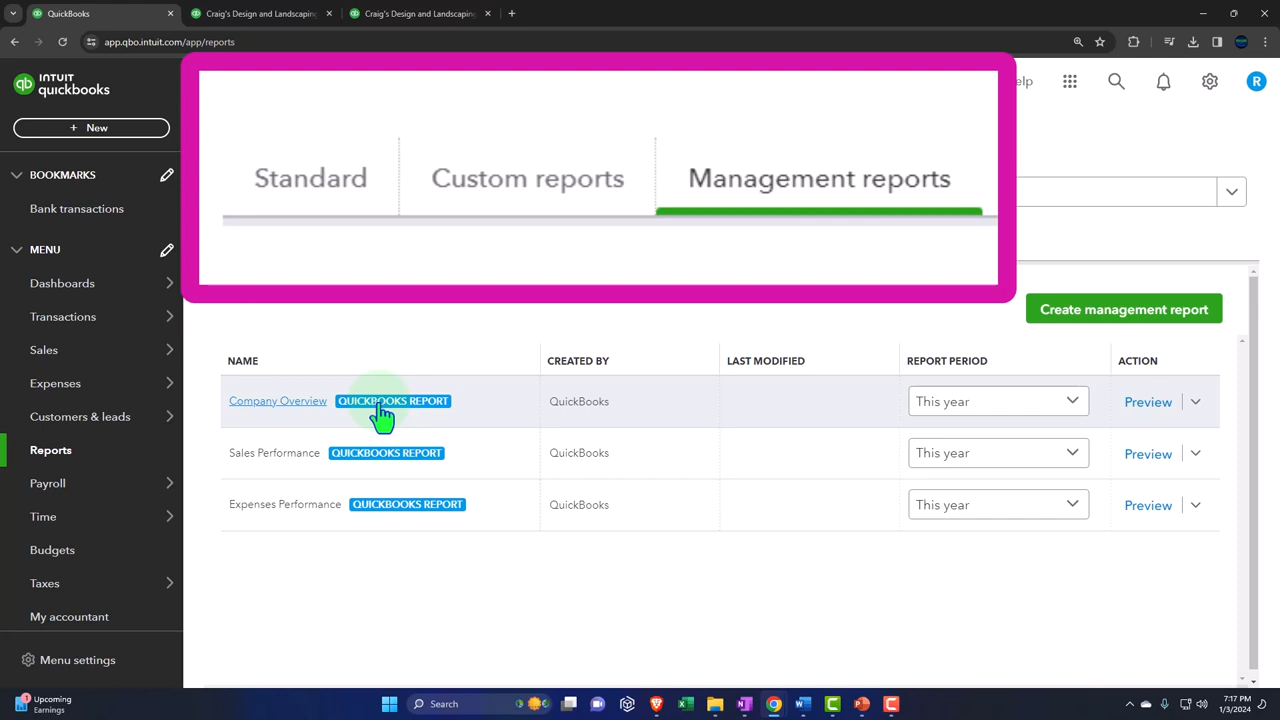 QuickBooks
Craig's Design and Landscaping
Craig's Design and Landscaping
app.qbo.intuit.com/app/reports
INTUIT
quickbooks
+ New
BOOKMARKS
Bank transactions
MENU
Dashboards
Transactions
Sales
Expenses
Customers & leads
Reports
Payroll
Time
Budgets
Taxes
My accountant
Menu settings
R
Standard
Custom reports
Management reports
Create management report
NAME CREATED BY LAST MODIFIED REPORT PERIOD ACTION
Company Overview QUICKBOOKS REPORT QuickBooks This year Preview
Sales Performance QUICKBOOKS REPORT QuickBooks This year Preview
Expenses Performance QUICKBOOKS REPORT QuickBooks This year Preview
1
Upcoming
Earnings
Search
7:17 PM
1/3/2024